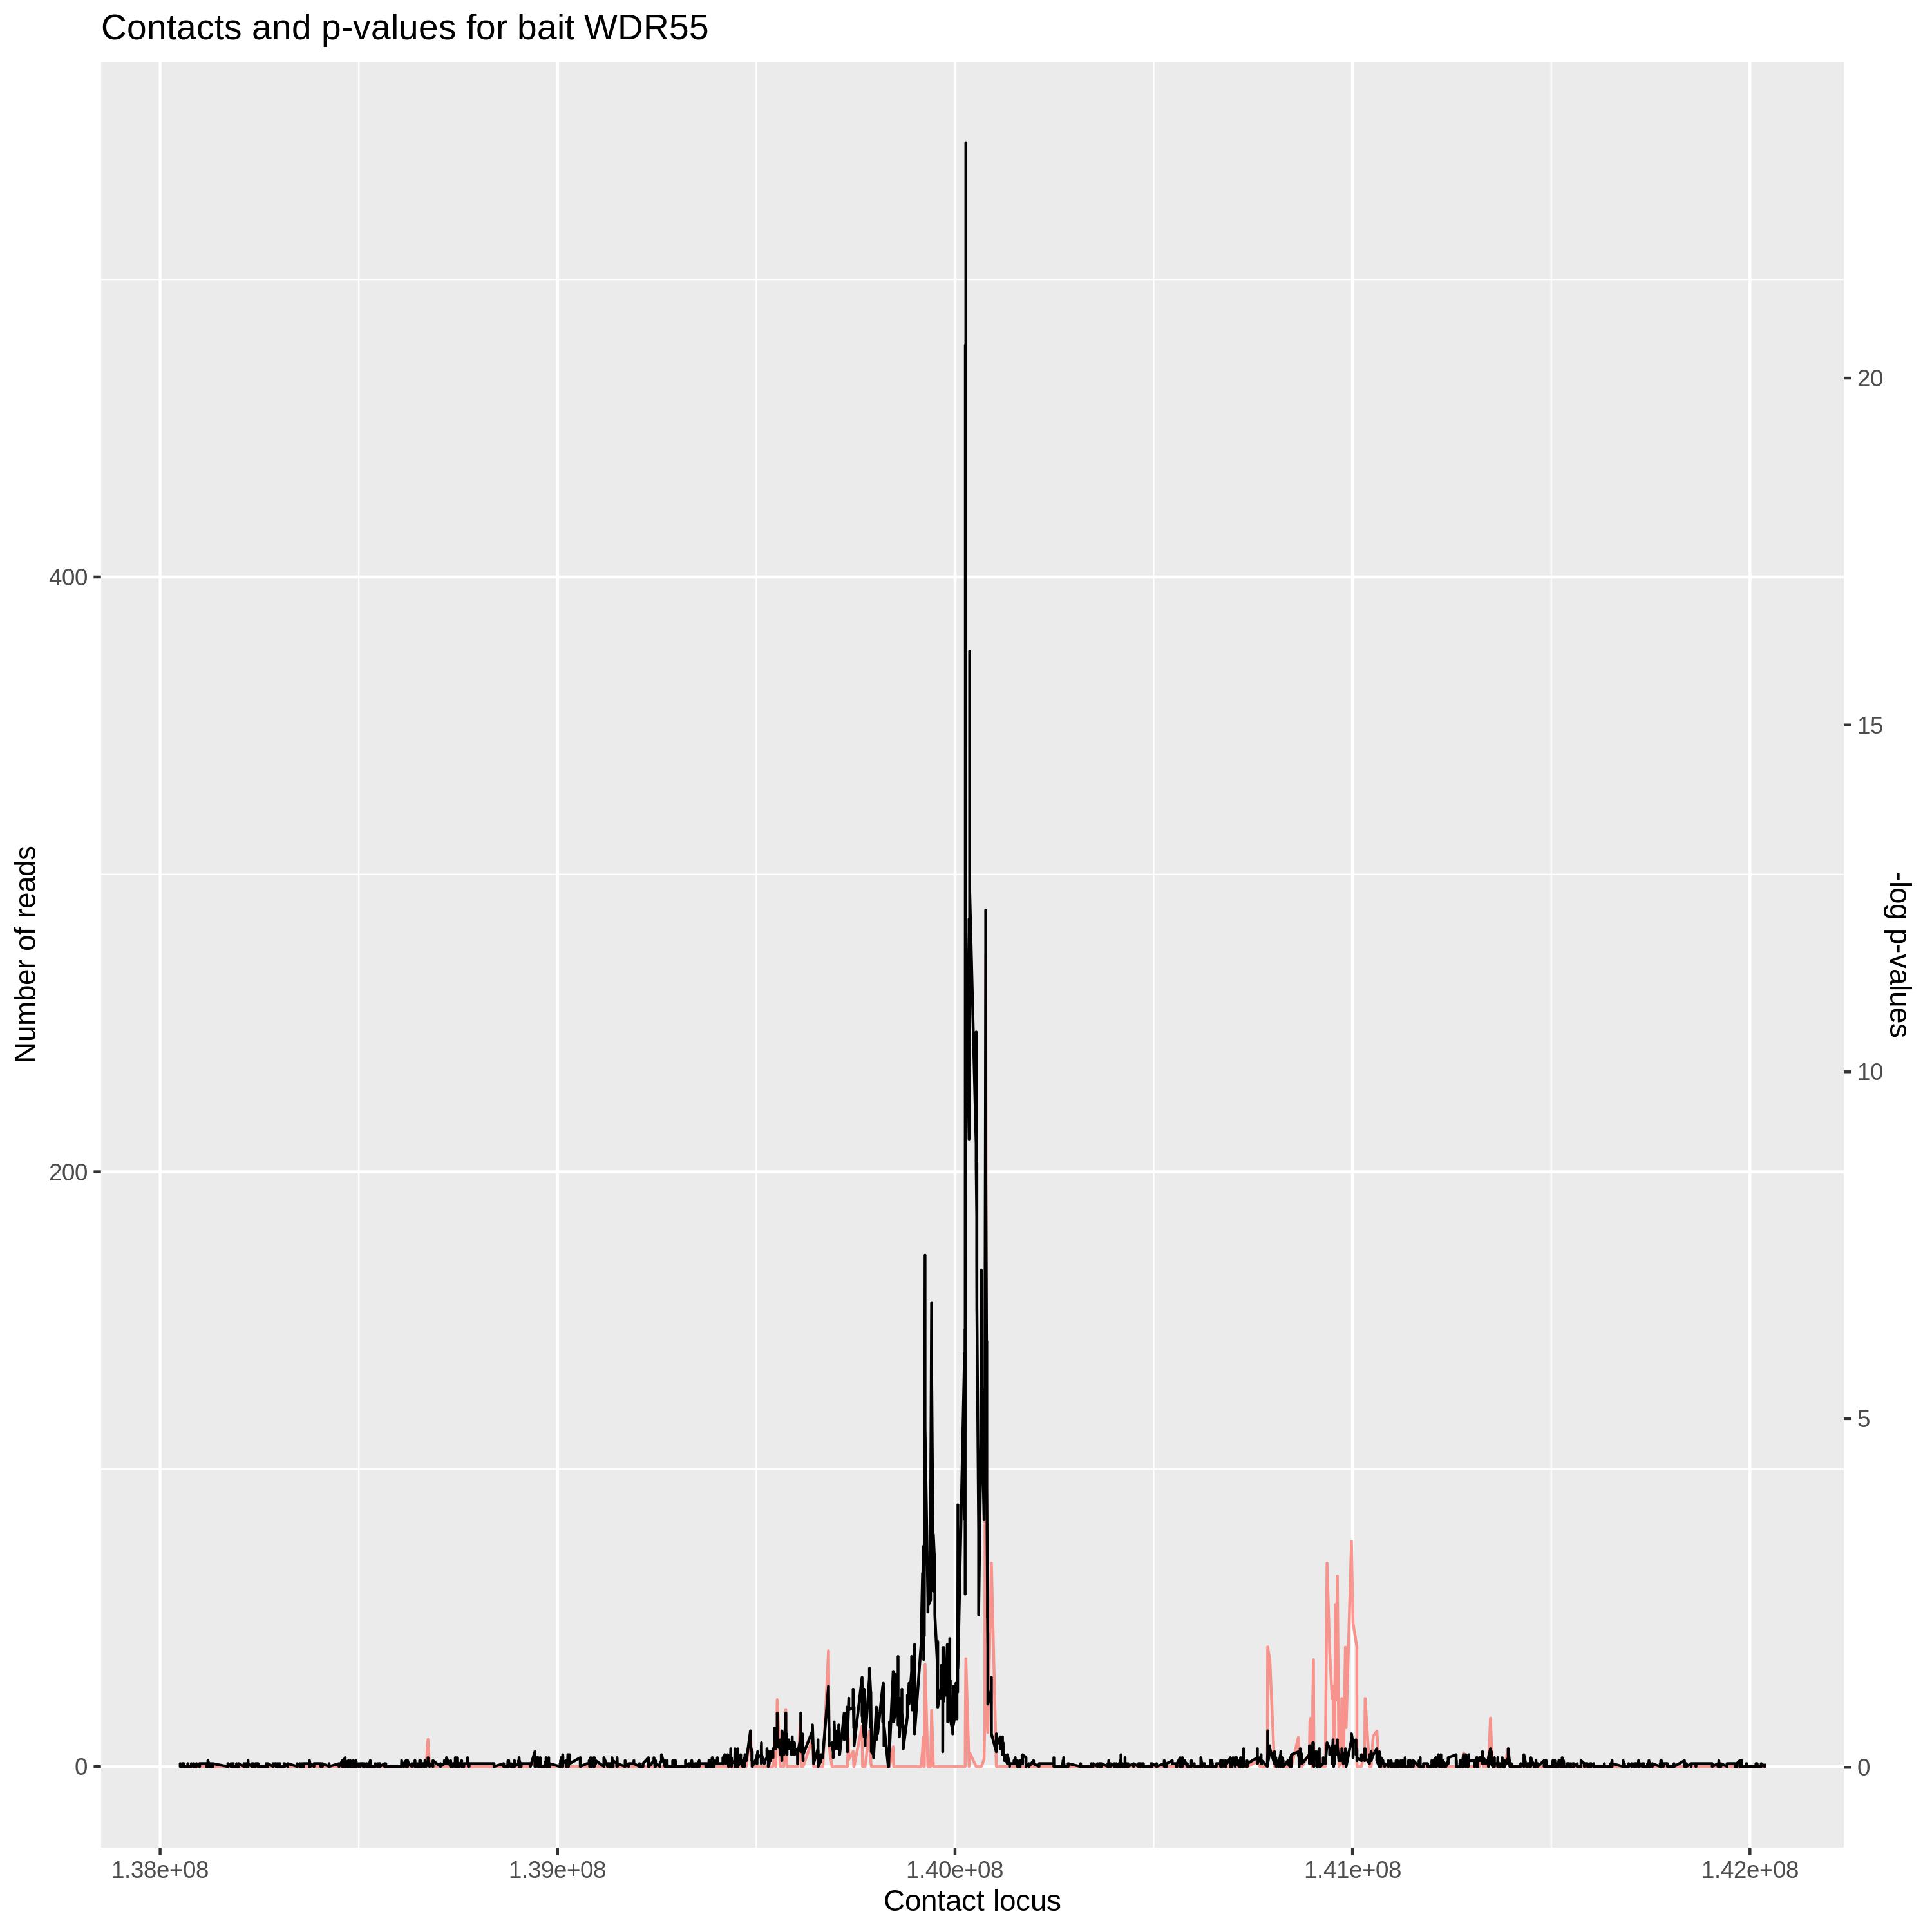 Contacts and p-values for bait WDR55
Number of reads
400
200
0
20
15
10
5
0
-log p-values
1.38e+08
1.39e+08
1.40e+08
1.41e+08
1.42e+08
Contact locus